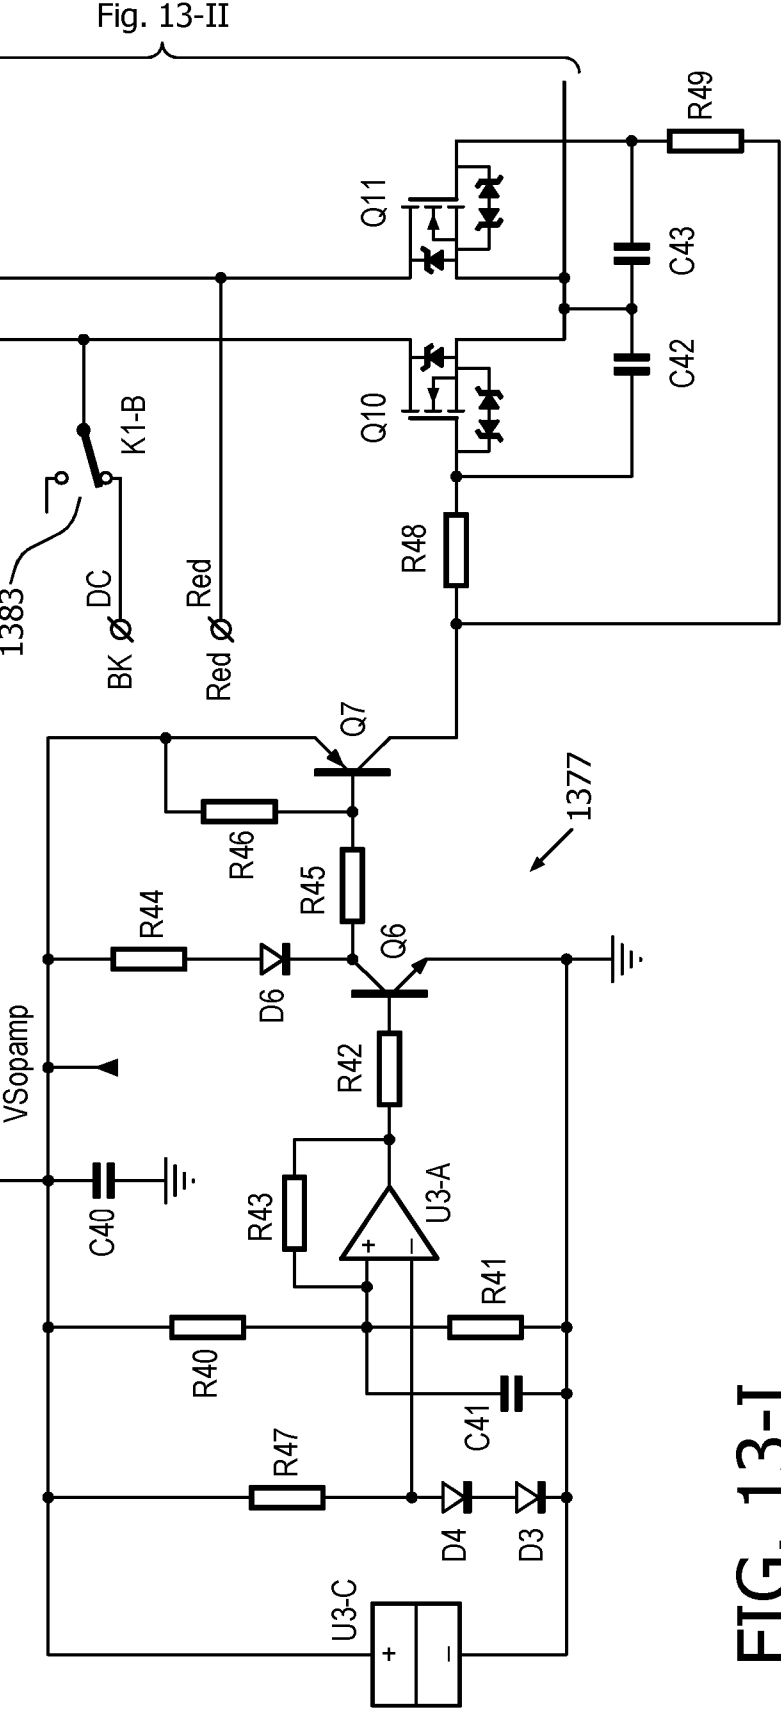 Fig. 13-II
R49
Q11
C43
C42
K1-B
Q10
1383
DC
BK
Red
Red
R48
Q7
R46
R45
1377
R44
D6
Q6
VSopamp
R42
C40
R43
U3-A
+
−
R40
R41
C41
R47
D4
D3
U3-C
+
−
FIG. 13-I